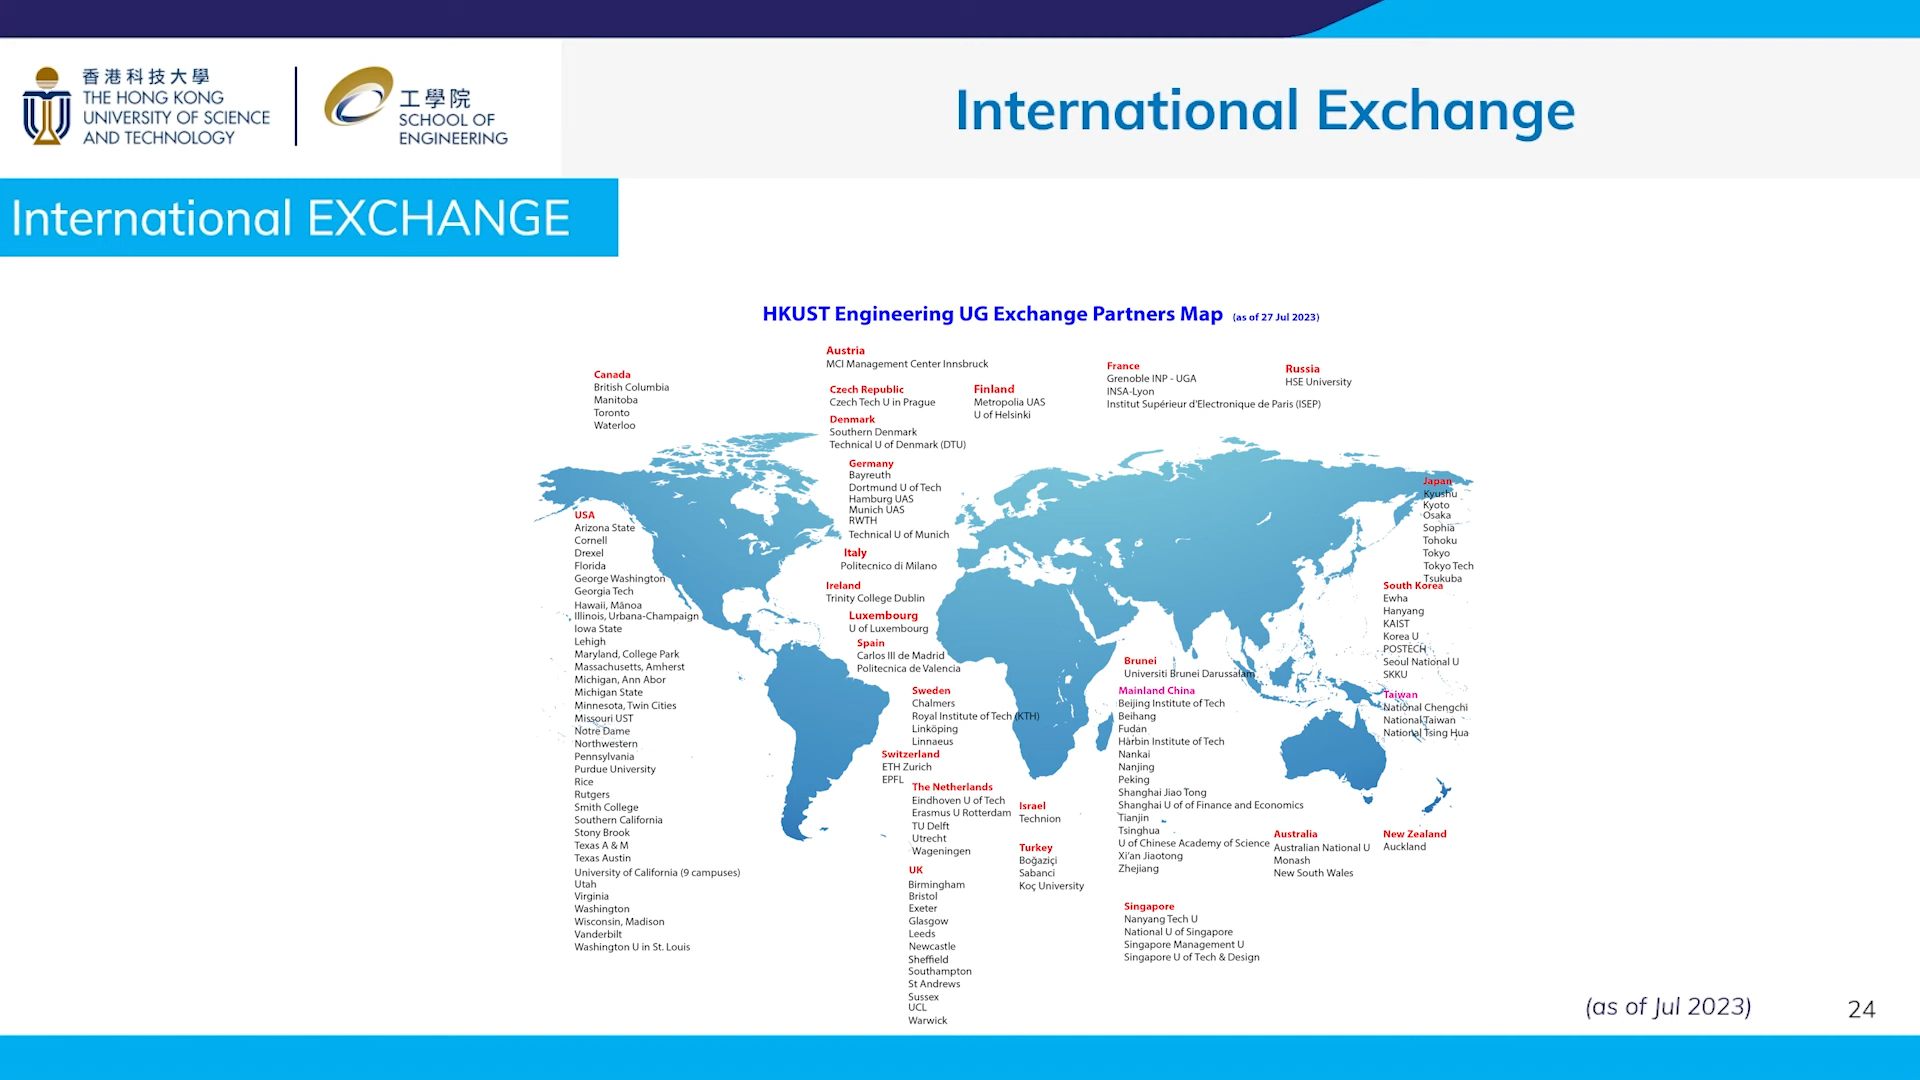 香港科技大學
THE HONG KONG
UNIVERSITY OF SCIENCE
AND TECHNOLOGY
工學院
SCHOOL OF
ENGINEERING
International Exchange
International EXCHANGE
HKUST Engineering UG Exchange Partners Map (as of 27 Jul 2023)
Canada
British Columbia
Manitoba
Toronto
Waterloo
Austria
MCI Management Center Innsbruck
Czech Republic
Czech Tech U in Prague
Denmark
Southern Denmark
Technical U of Denmark (DTU)
Finland
Metropolia UAS
U of Helsinki
France
Grenoble INP - UGA
INSA-Lyon
Institut Supérieur d'Electronique de Paris (ISEP)
Russia
HSE University
Germany
Bayreuth
Dortmund U of Tech
Hamburg UAS
Munich UAS
RWTH
Technical U of Munich
Italy
Politecnico di Milano
Ireland
Trinity College Dublin
Luxembourg
U of Luxembourg
Spain
Carlos III de Madrid
Politecnica de Valencia
Sweden
Chalmers
Royal Institute of Tech (KTH)
Linköping
Linnaeus
Switzerland
ETH Zurich
EPFL
The Netherlands
Eindhoven U of Tech
Erasmus U Rotterdam
TU Delft
Utrecht
Wageningen
UK
Birmingham
Bristol
Exeter
Glasgow
Leeds
Newcastle
Sheffield
Southampton
St Andrews
Sussex
UCL
Warwick
Israel
Technion
Turkey
Boğaziçi
Sabanci
Koç University
USA
Arizona State
Cornell
Drexel
Florida
George Washington
Georgia Tech
Hawaii, Mānoa
Illinois, Urbana-Champaign
Iowa State
Lehigh
Maryland, College Park
Massachusetts, Amherst
Michigan, Ann Abor
Michigan State
Minnesota, Twin Cities
Missouri UST
Notre Dame
Northwestern
Pennsylvania
Purdue University
Rice
Rutgers
Smith College
Southern California
Stony Brook
Texas A & M
Texas Austin
University of California (9 campuses)
Utah
Virginia
Washington
Wisconsin, Madison
Vanderbilt
Washington U in St. Louis
Brunei
Universiti Brunei Darussalam
Mainland China
Beijing Institute of Tech
Beihang
Fudan
Harbin Institute of Tech
Nankai
Nanjing
Peking
Shanghai Jiao Tong
Shanghai U of of Finance and Economics
Tianjin
Tsinghua
U of Chinese Academy of Science
Xi'an Jiaotong
Zhejiang
Singapore
Nanyang Tech U
National U of Singapore
Singapore Management U
Singapore U of Tech & Design
Japan
Kyushu
Kyoto
Osaka
Sophia
Tohoku
Tokyo
Tokyo Tech
Tsukuba
South Korea
Ewha
Hanyang
KAIST
Korea U
POSTECH
Seoul National U
SKKU
Taiwan
National Chengchi
National Taiwan
National Tsing Hua
Australia
Australian National U
Monash
New South Wales
New Zealand
Auckland
(as of Jul 2023)
24